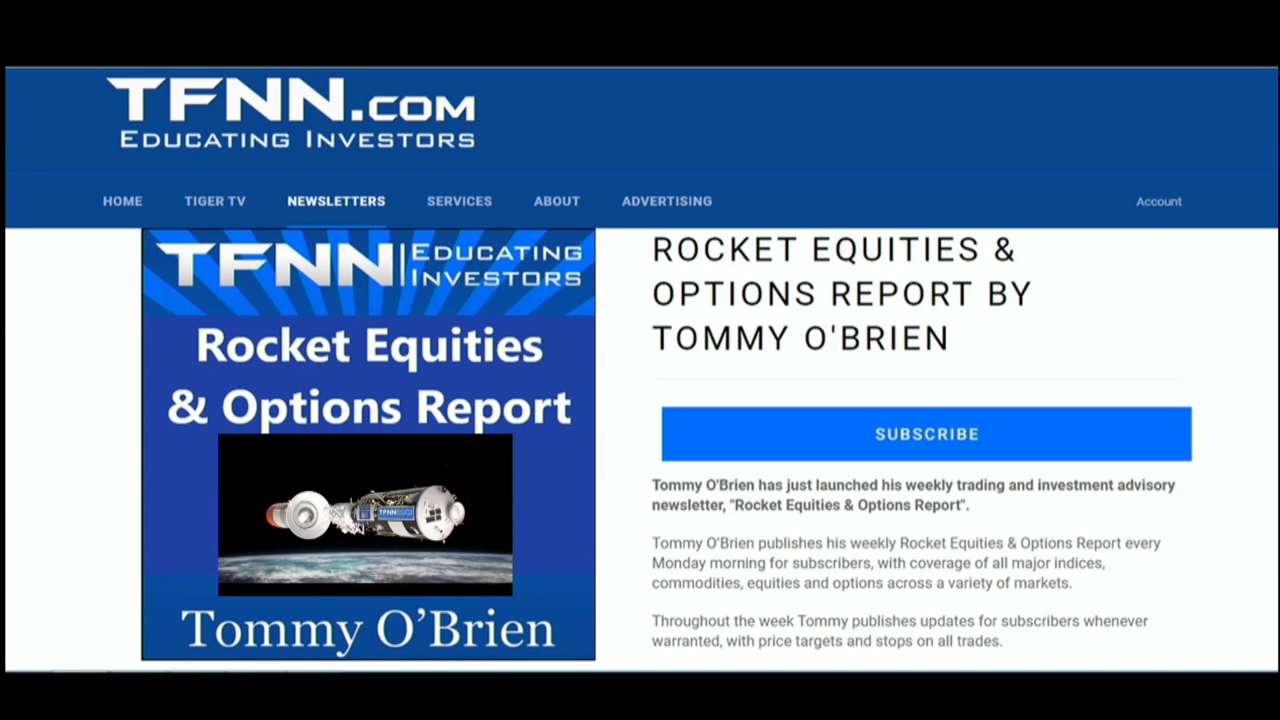 TFNN.COM
EDUCATING INVESTORS
HOME TIGER TV NEWSLETTERS SERVICES ABOUT ADVERTISING Account
TFNN EDUCATING
INVESTORS
Rocket Equities
& Options Report
TFNN
Tommy O’Brien
ROCKET EQUITIES &
OPTIONS REPORT BY
TOMMY O'BRIEN
SUBSCRIBE
Tommy O'Brien has just launched his weekly trading and investment advisory
newsletter, "Rocket Equities & Options Report".
Tommy O'Brien publishes his weekly Rocket Equities & Options Report every
Monday morning for subscribers, with coverage of all major indices,
commodities, equities and options across a variety of markets.
Throughout the week Tommy publishes updates for subscribers whenever
warranted, with price targets and stops on all trades.